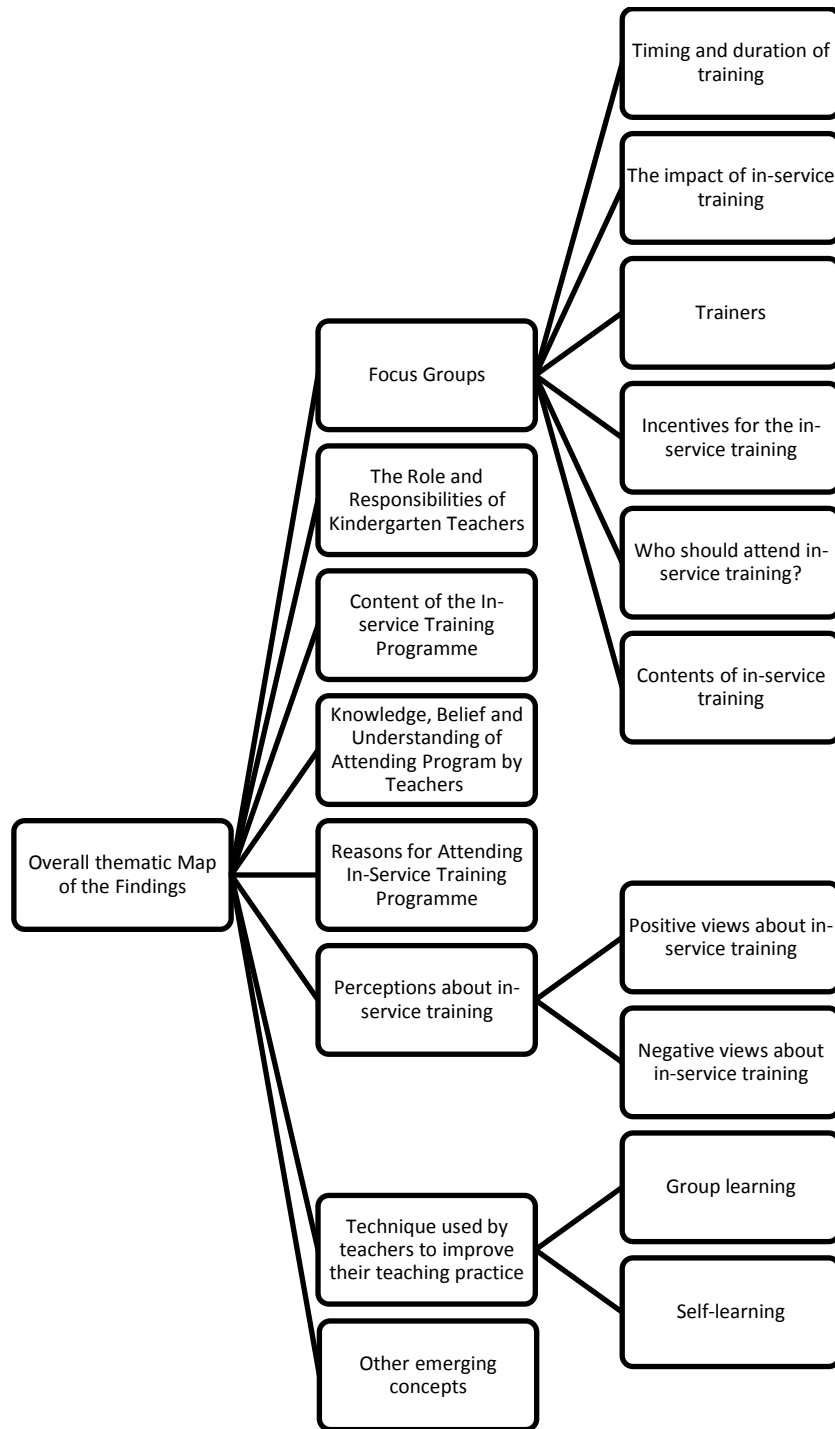 Overall thematic Map
of the Findings
Focus Groups
Timing and duration of
training
The impact of in-service
training
Trainers
Incentives for the in-
service training
Who should attend in-
service training?
Contents of in-service
training
The Role and
Responsibilities of
Kindergarten Teachers
Content of the In-
service Training
Programme
Knowledge, Belief and
Understanding of
Attending Program by
Teachers
Reasons for Attending
In-Service Training
Programme
Perceptions about in-
service training
Positive views about in-
service training
Negative views about
in-service training
Technique used by
teachers to improve
their teaching practice
Group learning
Self-learning
Other emerging
concepts